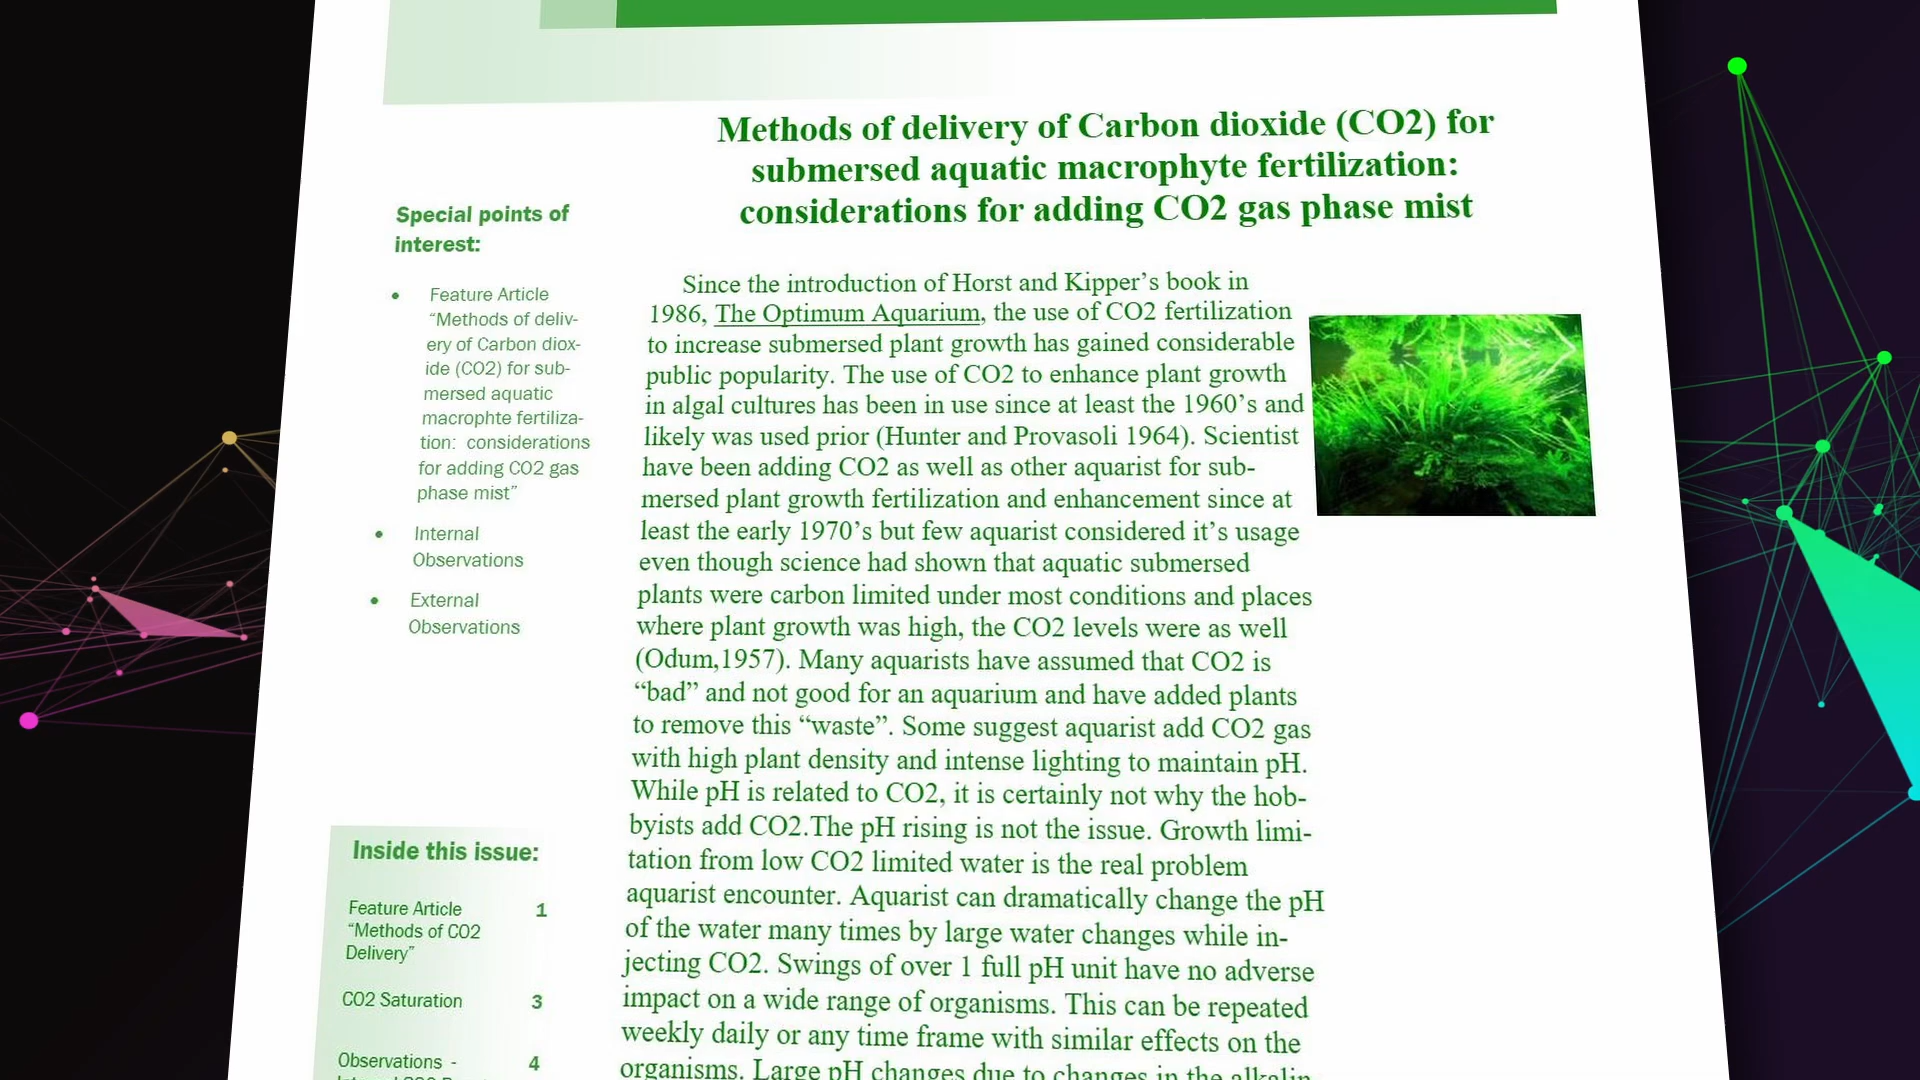 Methods of delivery of Carbon dioxide (CO2) for
submersed aquatic macrophyte fertilization:
considerations for adding CO2 gas phase mist
Special points of
interest:
• Feature Article
“Methods of deliv-
ery of Carbon diox-
ide (CO2) for sub-
mersed aquatic
macrophte fertiliza-
tion: considerations
for adding CO2 gas
phase mist”
• Internal
Observations
• External
Observations
Inside this issue:
Feature Article 1
“Methods of CO2
Delivery”
CO2 Saturation 3
Observations - 4
Since the introduction of Horst and Kipper’s book in
1986, The Optimum Aquarium, the use of CO2 fertilization
to increase submersed plant growth has gained considerable
public popularity. The use of CO2 to enhance plant growth
in algal cultures has been in use since at least the 1960’s and
likely was used prior (Hunter and Provasoli 1964). Scientist
have been adding CO2 as well as other aquarist for sub-
mersed plant growth fertilization and enhancement since at
least the early 1970’s but few aquarist considered it’s usage
even though science had shown that aquatic submersed
plants were carbon limited under most conditions and places
where plant growth was high, the CO2 levels were as well
(Odum,1957). Many aquarists have assumed that CO2 is
“bad” and not good for an aquarium and have added plants
to remove this “waste”. Some suggest aquarist add CO2 gas
with high plant density and intense lighting to maintain pH.
While pH is related to CO2, it is certainly not why the hob-
byists add CO2.The pH rising is not the issue. Growth limi-
tation from low CO2 limited water is the real problem
aquarist encounter. Aquarist can dramatically change the pH
of the water many times by large water changes while in-
jecting CO2. Swings of over 1 full pH unit have no adverse
impact on a wide range of organisms. This can be repeated
weekly daily or any time frame with similar effects on the
organisms. Large pH changes due to changes in the alkalin-